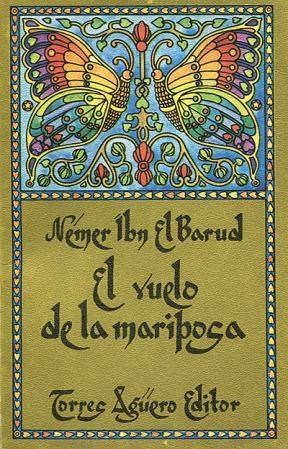 Némer Ibn El Barud
El vuelo
de la mariposa
Torres Agüero Editor